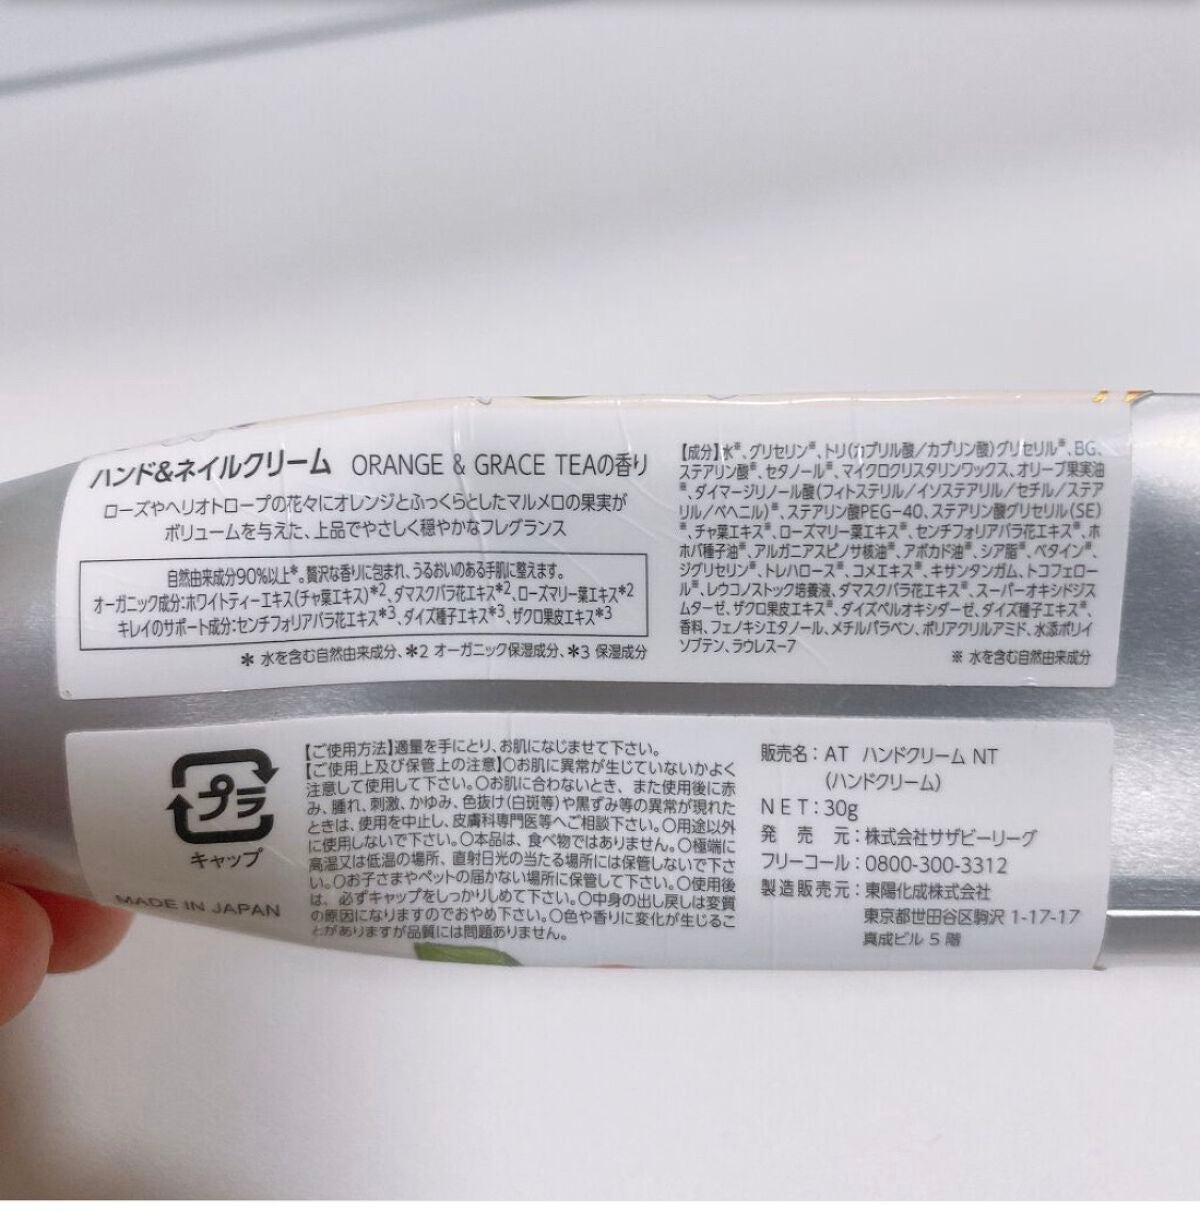 ハンド&ネイルクリーム ORANGE & GRACE TEAの香り
ローズやヘリオトロープの花々にオレンジとふっくらとしたマルメロの果実が
ボリュームを与えた、上品でやさしく穏やかなフレグランス
自然由来成分90%以上*。贅沢な香りに包まれ、うるおいのある手肌に整えます。
オーガニック成分:ホワイトティーエキス(チャ葉エキス)*2、ダマスクバラ花エキス*2、ローズマリー葉エキス*2
キレイのサポート成分:センチフォリアバラ花エキス*3、ダイズ種子エキス*3、ザクロ果皮エキス*3
* 水を含む自然由来成分、*2 オーガニック保湿成分、*3 保湿成分
【成分】水※、グリセリン※、トリ(カプリル酸/カプリン酸)グリセリル※、BG、
ステアリン酸※、セタノール※、マイクロクリスタリンワックス、オリーブ果実油
※、ダイマージリノール酸(フィトステリル/イソステアリル/セチル/ステア
リル/ベヘニル)※、ステアリン酸PEG-40、ステアリン酸グリセリル(SE)
※、チャ葉エキス※、ローズマリー葉エキス※、センチフォリアバラ花エキス※、ホ
ホバ種子油※、アルガニアスピノサ核油※、アボカド油※、シア脂※、ベタイン※、
ジグリセリン※、トレハロース※、コメエキス※、キサンタンガム、トコフェロー
ル※、レウコノストック培養液、ダマスクバラ花エキス※、スーパーオキシドジス
ムターゼ、ザクロ果皮エキス※、ダイズペルオキシダーゼ、ダイズ種子エキス※、
香料、フェノキシエタノール、メチルパラベン、ポリアクリルアミド、水添ポリイ
ソブテン、ラウレス-7
※ 水を含む自然由来成分
プラ
キャップ
MADE IN JAPAN
【ご使用方法】適量を手にとり、お肌になじませて下さい。
【ご使用上及び保管上の注意】○お肌に異常が生じていないかよく
注意して使用して下さい。○お肌に合わないとき、また使用後に赤
み、腫れ、刺激、かゆみ、色抜け(白斑等)や黒ずみ等の異常が現れた
ときは、使用を中止し、皮膚科専門医等へご相談下さい。○用途以外
に使用しないで下さい。○本品は、食べ物ではありません。○極端に
高温又は低温の場所、直射日光の当たる場所には保管しないで下さ
い。○お子さまやペットの届かない場所に保管して下さい。○使用後
は、必ずキャップをしっかりしめて下さい。○中身の出し戻しは変質
の原因になりますのでおやめ下さい。○色や香りに変化が生じるこ
とがありますが品質には問題ありません。
販売名:AT ハンドクリーム NT
(ハンドクリーム)
NET:30g
発 売 元:株式会社サザビーリーグ
フリーコール:0800-300-3312
製造販売元:東陽化成株式会社
東京都世田谷区駒沢 1-17-17
真成ビル 5 階